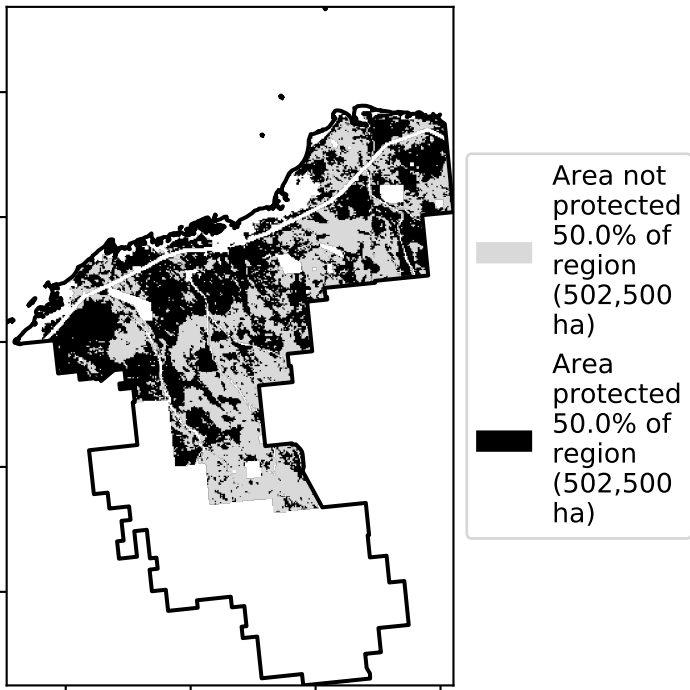 Area not
protected
50.0% of
region
(502,500
ha)
Area
protected
50.0% of
region
(502,500
ha)